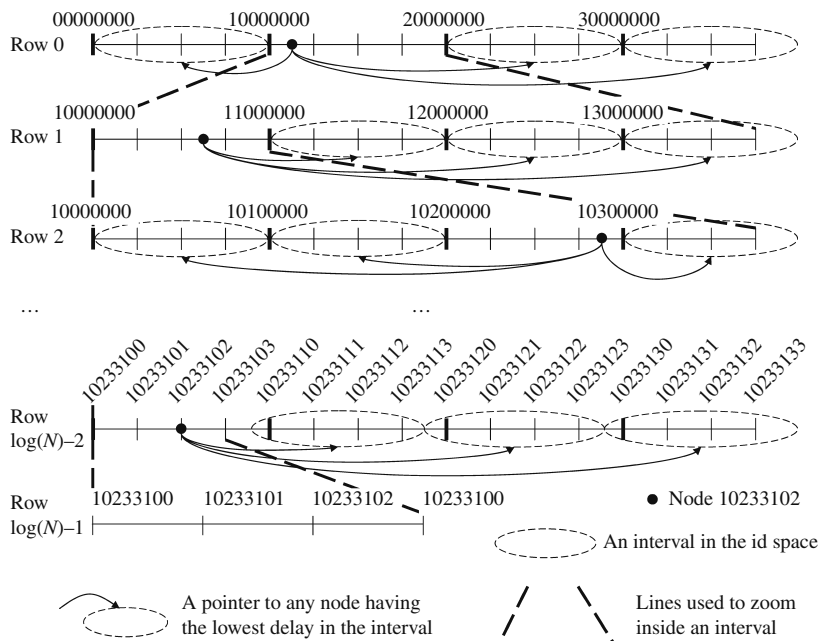 00000000 10000000 20000000 30000000
Row 0
10000000 11000000 12000000 13000000
Row 1
10000000 10100000 10200000 10300000
Row 2
... ...
10233100 10233101 10233102 10233103 10233110 10233111 10233112 10233113 10233120 10233121 10233122 10233123 10233130 10233131 10233132 10233133
Row
log(N)–2
Row 10233100 10233101 10233102 10233100
log(N)–1
Node 10233102
An interval in the id space
A pointer to any node having
the lowest delay in the interval
Lines used to zoom
inside an interval